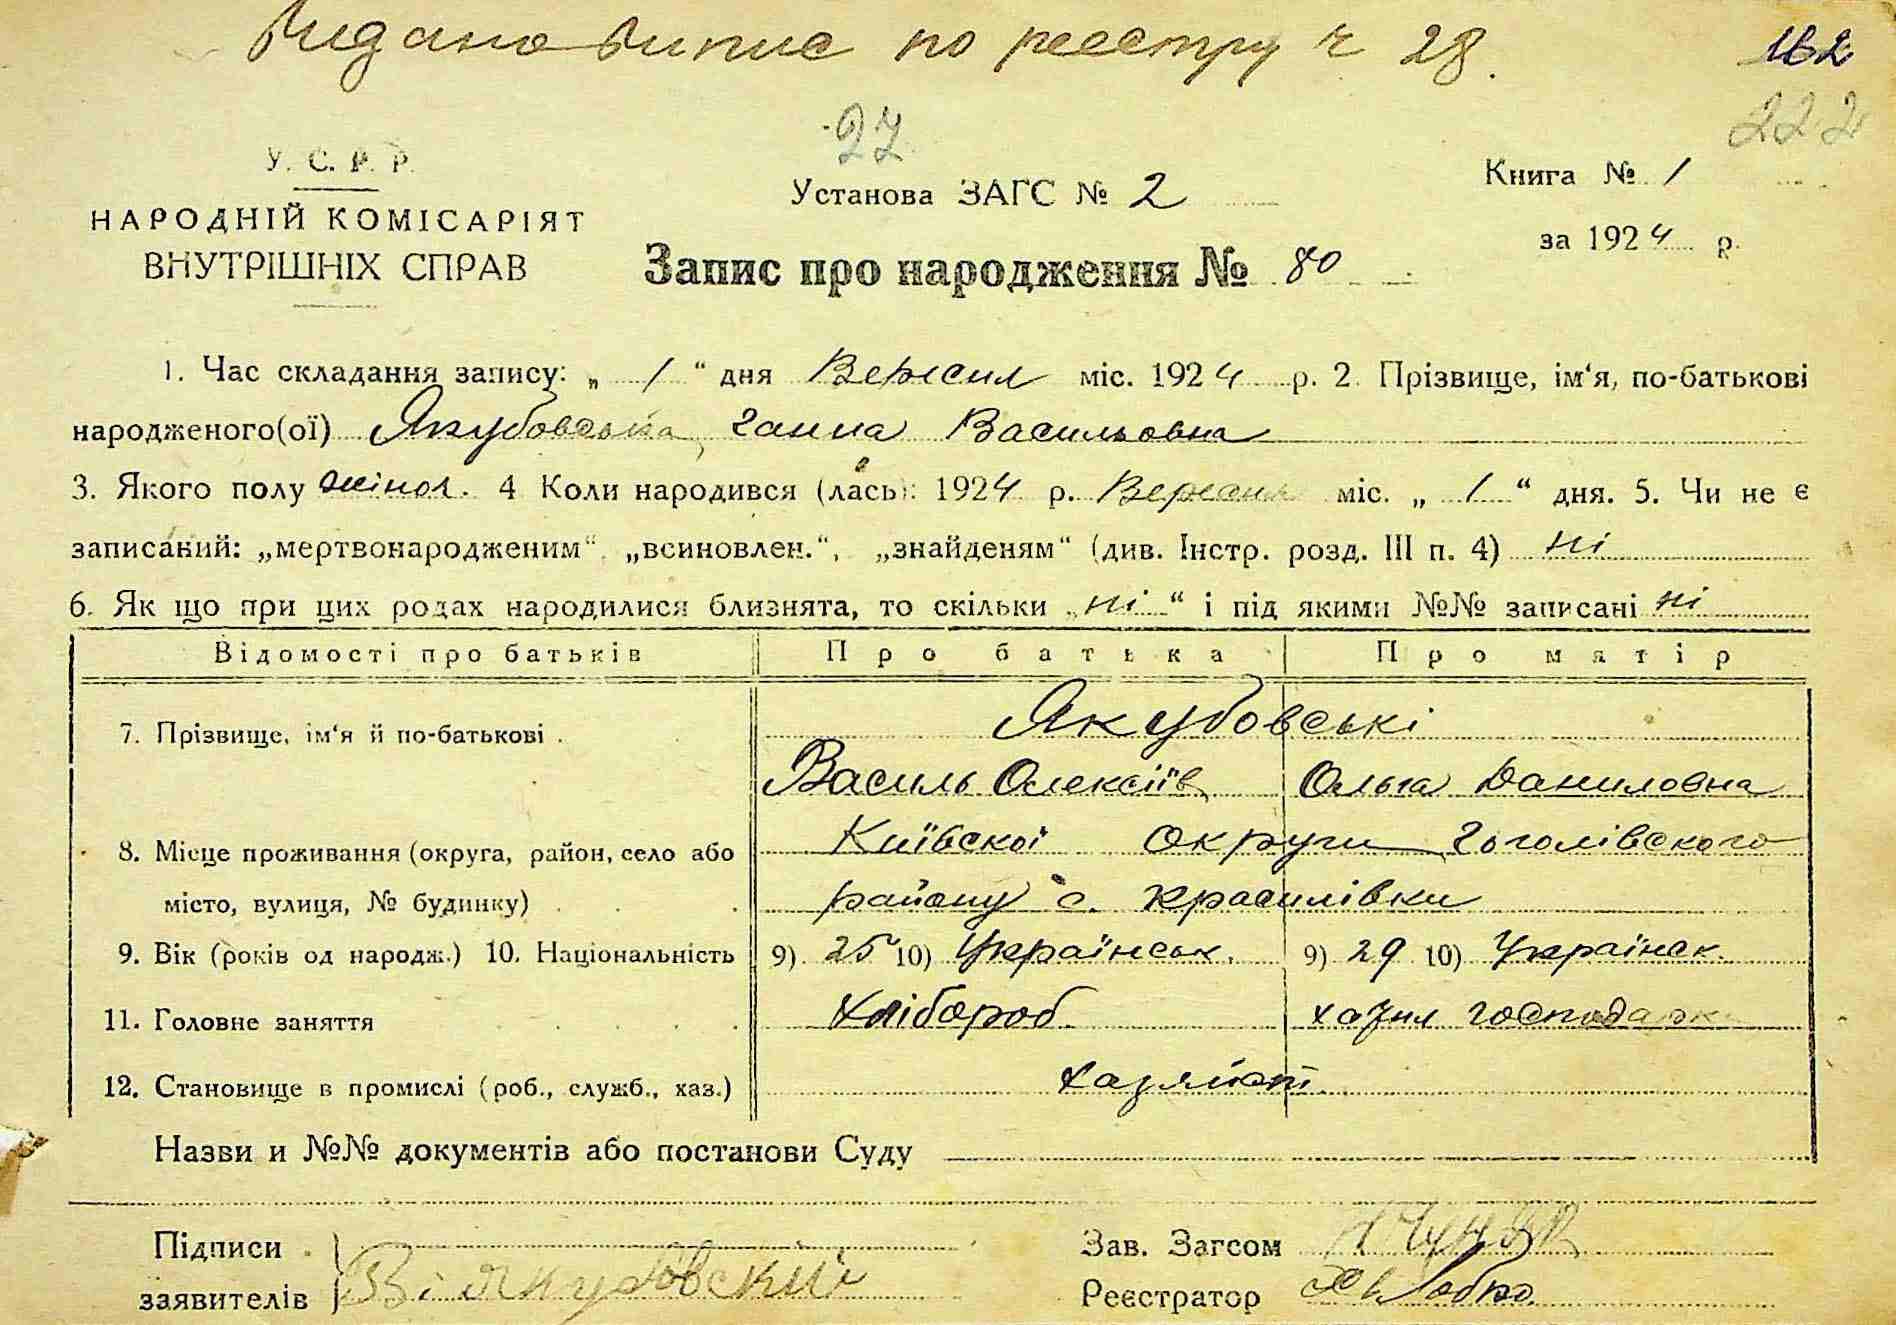 Видано випис по реєстру ч 28.
162
222
27
У. С. Р. Р.
НАРОДНІЙ КОМІСАРІЯТ
ВНУТРІШНІХ СПРАВ
Установа ЗАГС № 2
Книга № 1
за 1924 р.
Запис про народження № 80
1. Час складання запису: „ 1 “ дня Вересня міс. 1924 р. 2. Прізвище, ім‘я, по-батькові
народженого(ої) Якубовська, Ганна Васильовна
3. Якого полу жіноч. 4 Коли народився (лась): 1924 р. Вересня міс. „ 1 “ дня. 5. Чи не є
записаний: „мертвонародженим“, „всиновлен.“, „знайденям“ (див. Інстр. розд. III п. 4) ні
6. Як що при цих родах народилися близнята, то скільки „ ні “ і під якими №№ записані ні
Відомості про батьків Про батька Про матір
7. Прізвище, ім‘я й по-батькові . Якубовські
Василь Олексіїв Ольга Даниловна
8. Місце проживання (округа, район, село або Київскої Округи Гоголівского
місто, вулиця, № будинку) району с. Красилівки
9. Вік (років од народж.) 10. Національність 9) 25 10) Українськ. 9) 29 10) Українск.
11. Головне заняття Хлібороб господарк
12. Становище в промислі (роб., служб., хаз.)
Назви и №№ документів або постанови Суду
Підписи
заявителів В. Якубовский
Зав. Загсом
Реєстратор Лобко